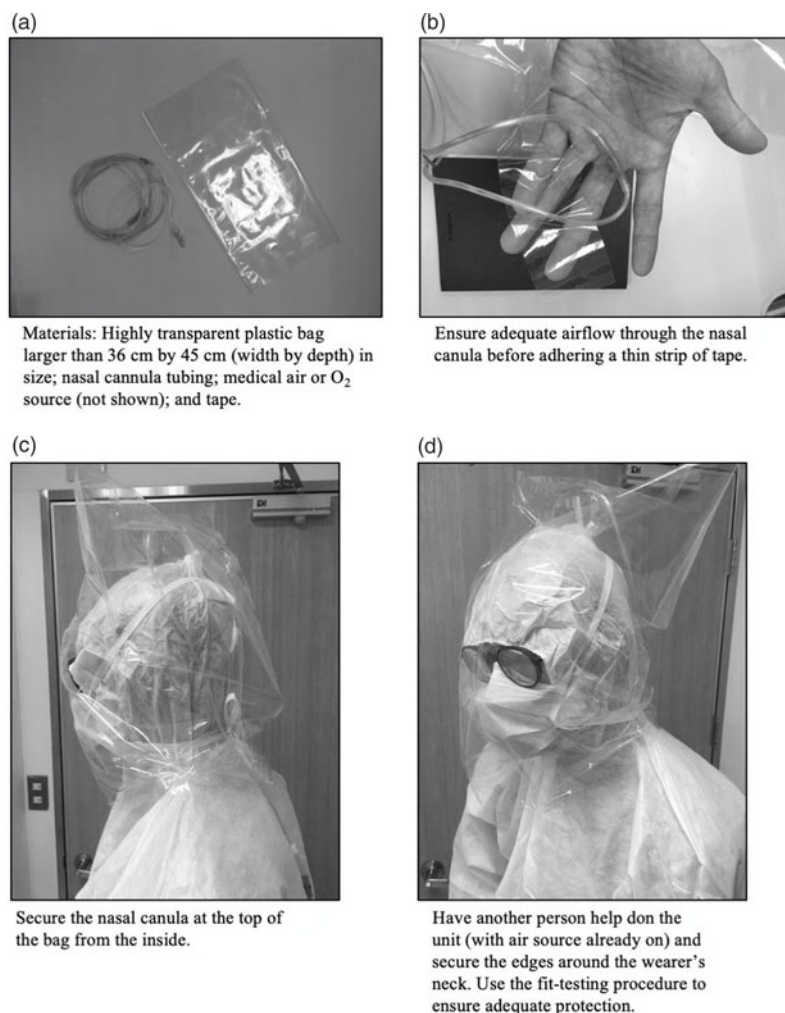 (a)
(b)
Materials: Highly transparent plastic bag
larger than 36 cm by 45 cm (width by depth) in
size; nasal cannula tubing; medical air or O₂
source (not shown); and tape.
Ensure adequate airflow through the nasal
canula before adhering a thin strip of tape.
(c)
(d)
Secure the nasal canula at the top of
the bag from the inside.
Have another person help don the
unit (with air source already on) and
secure the edges around the wearer's
neck. Use the fit-testing procedure to
ensure adequate protection.